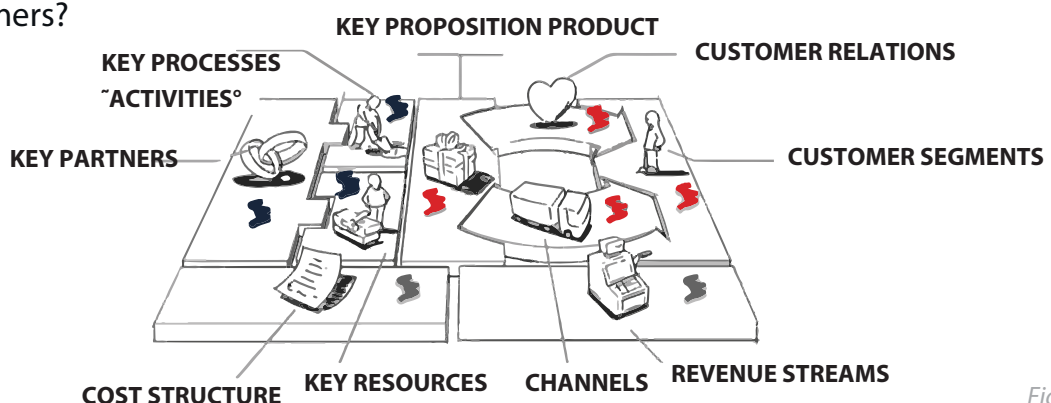 ners?
KEY PROPOSITION PRODUCT
CUSTOMER RELATIONS
KEY PROCESSES
˜ACTIVITIES°
KEY PARTNERS
CUSTOMER SEGMENTS
COST STRUCTURE
KEY RESOURCES
CHANNELS
REVENUE STREAMS
Fig